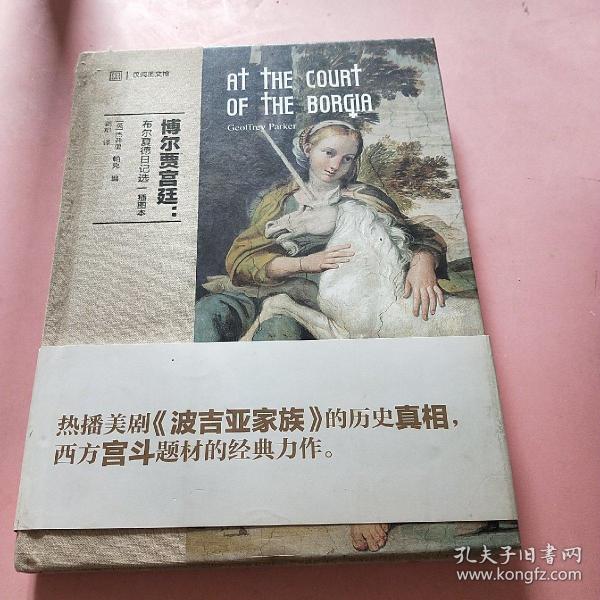 汉阅图文馆
AT THE COURT
OF THE BORGIA
Geoffrey Parker
博尔贾宫廷：
布尔夏德日记选—插图本
热播美剧《波吉亚家族》的历史真相，
西方宫斗题材的经典力作。
孔夫子旧书网
www.kongfz.com